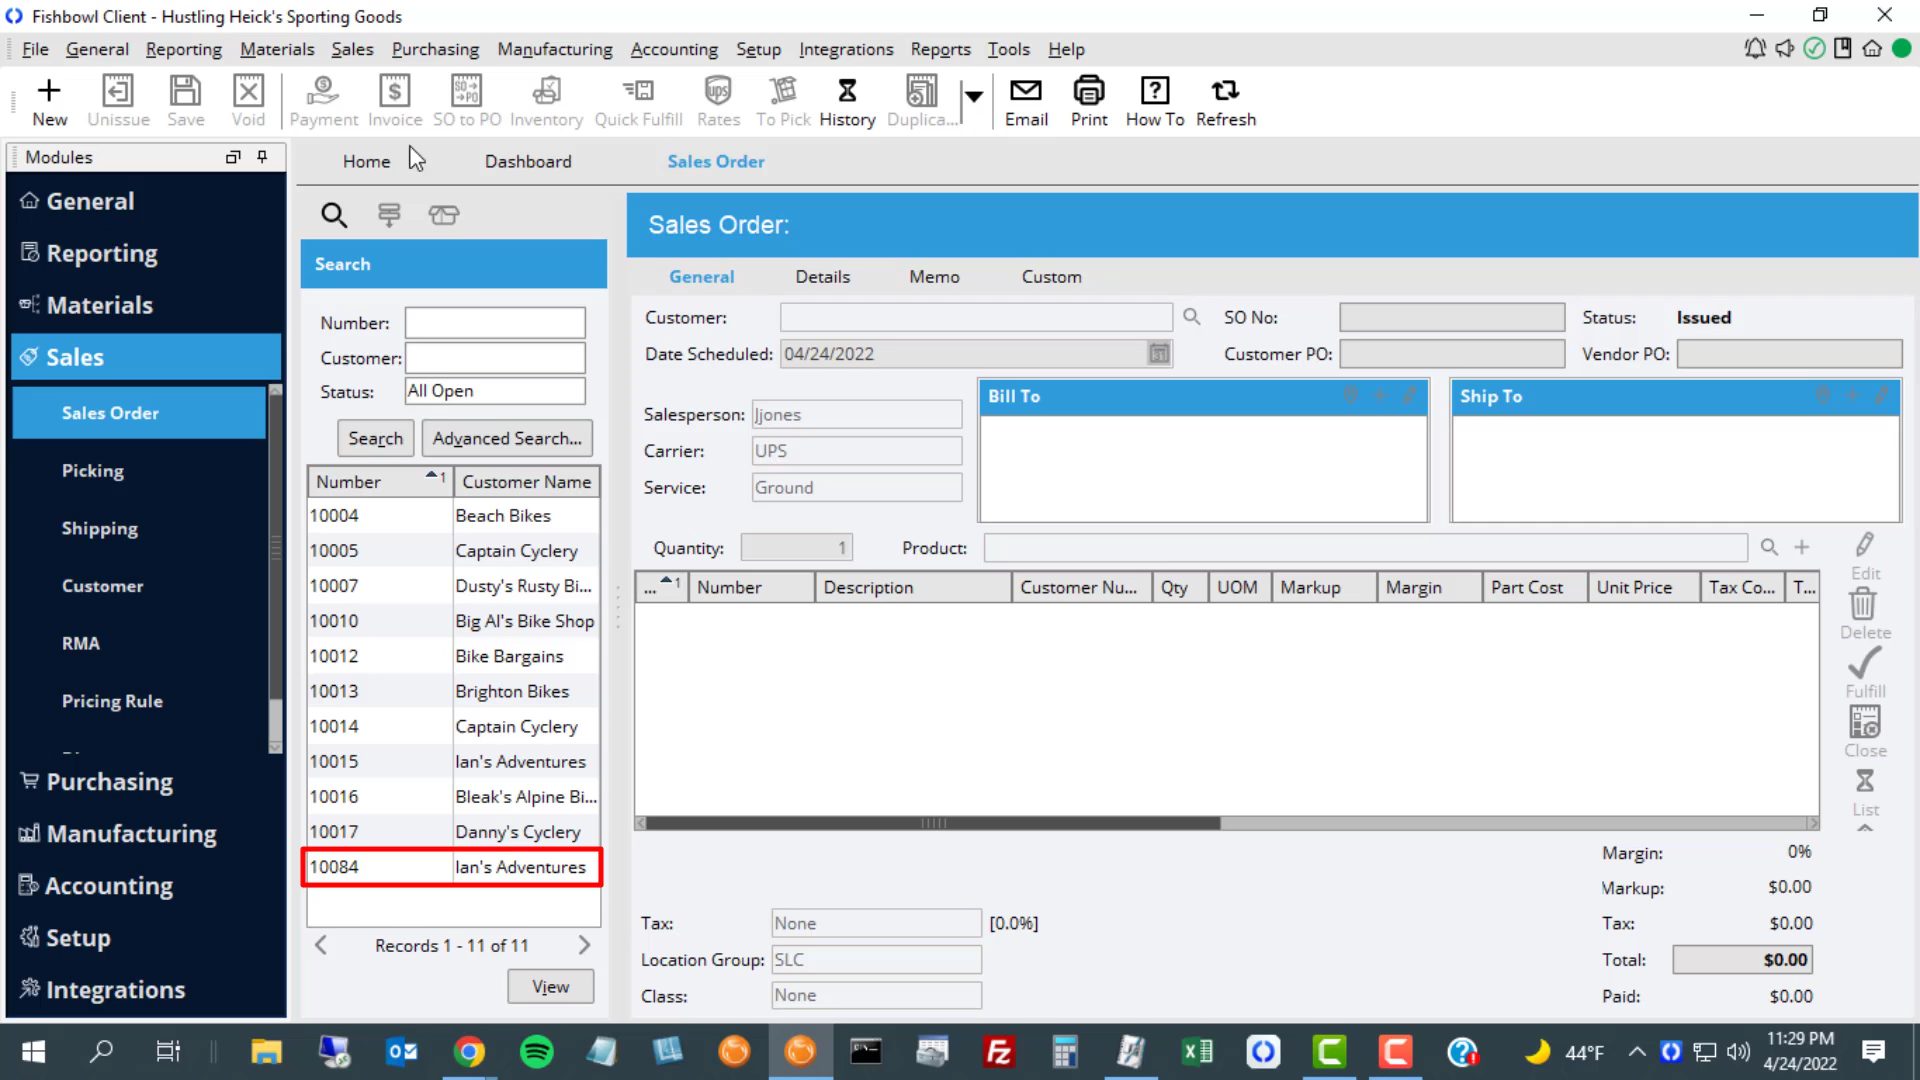 Fishbowl Client - Hustling Heick's Sporting Goods
File General Reporting Materials Sales Purchasing Manufacturing Accounting Setup Integrations Reports Tools Help
New Unissue Save Void Payment Invoice SO to PO Inventory Quick Fulfill Rates To Pick History Duplica... Email Print How To Refresh
Modules
General
Reporting
Materials
Sales
Sales Order
Picking
Shipping
Customer
RMA
Pricing Rule
Purchasing
Manufacturing
Accounting
Setup
Integrations
Home Dashboard Sales Order
Search
Number:
Customer:
Status: All Open
Search Advanced Search...
Number 1 Customer Name
10004 Beach Bikes
10005 Captain Cyclery
10007 Dusty's Rusty Bi...
10010 Big Al's Bike Shop
10012 Bike Bargains
10013 Brighton Bikes
10014 Captain Cyclery
10015 Ian's Adventures
10016 Bleak's Alpine Bi...
10017 Danny's Cyclery
10084 Ian's Adventures
Records 1 - 11 of 11
View
Sales Order:
General Details Memo Custom
Customer: SO No: Status: Issued
Date Scheduled: 04/24/2022 Customer PO: Vendor PO:
Bill To Ship To
Salesperson: Jjones
Carrier: UPS
Service: Ground
Quantity: 1 Product:
... 1 Number Description Customer Nu... Qty UOM Markup Margin Part Cost Unit Price Tax Co... T...
Edit
Delete
Fulfill
Close
List
Margin: 0%
Markup: $0.00
Tax: None [0.0%] Tax: $0.00
Location Group: SLC Total: $0.00
Class: None Paid: $0.00
44°F
11:29 PM
4/24/2022